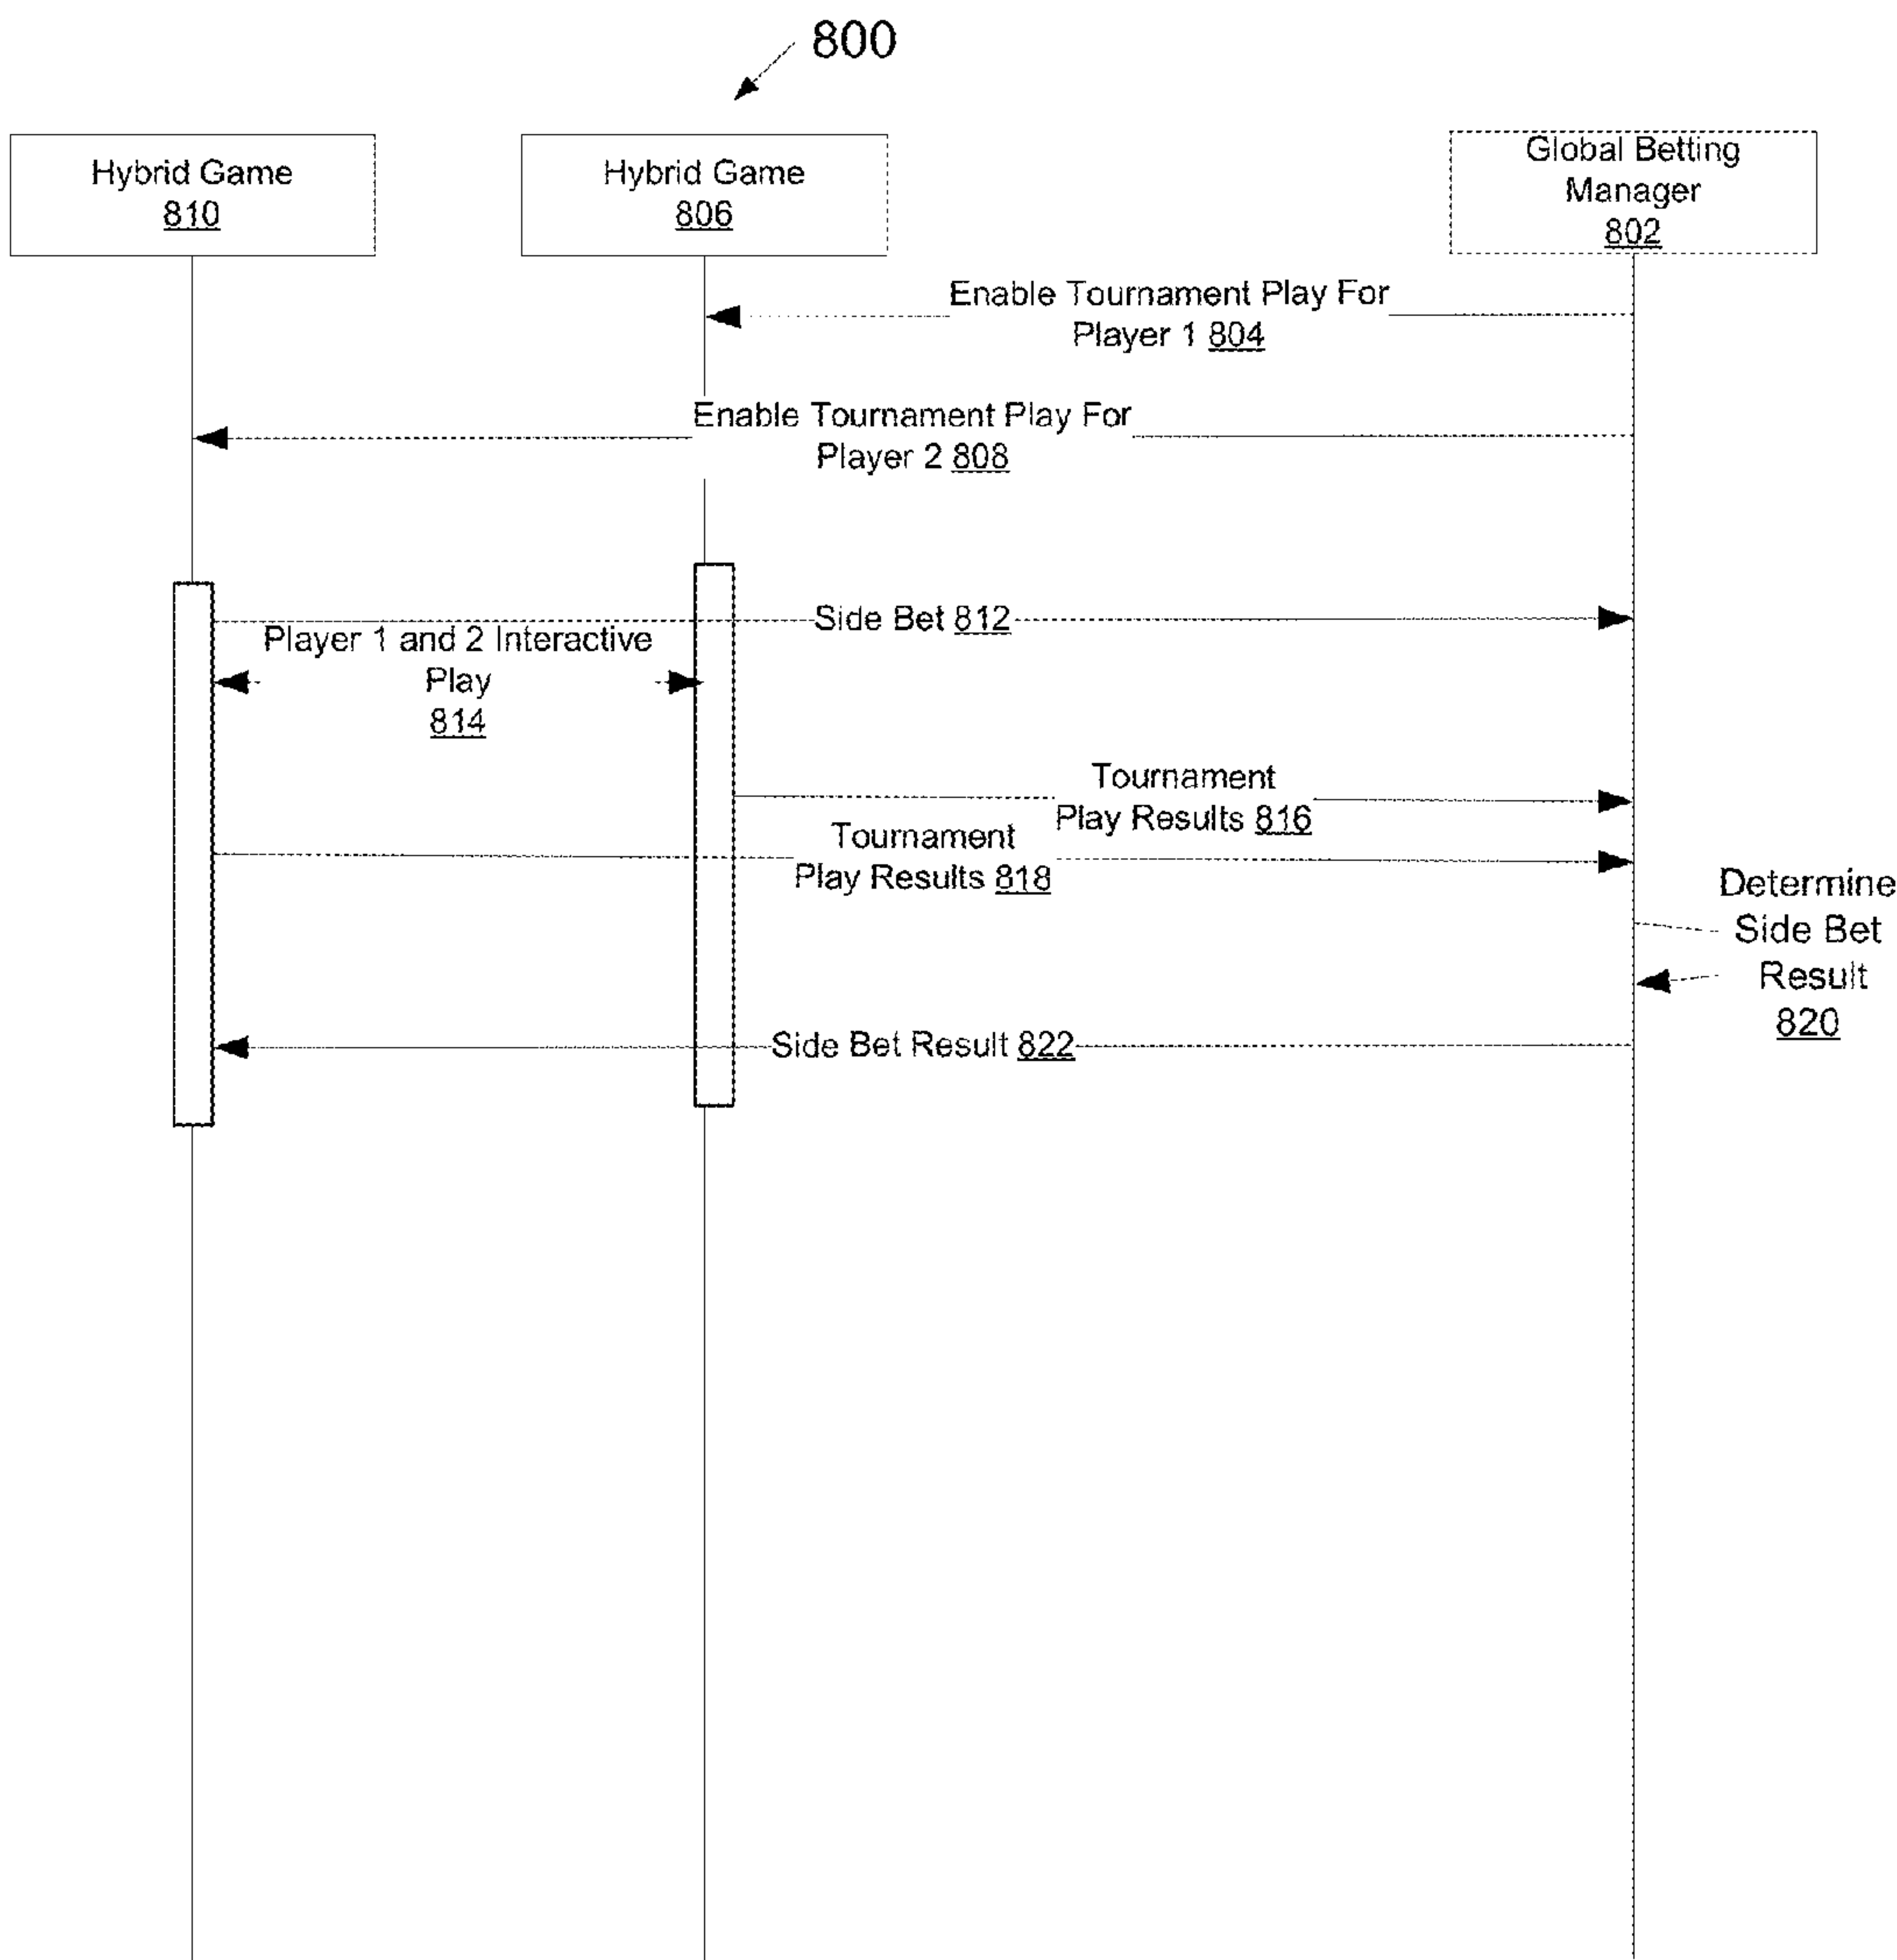 800
Hybrid Game
810
Hybrid Game
806
Global Betting
Manager
802
Enable Tournament Play For
Player 1 804
Enable Tournament Play For
Player 2 808
Side Bet 812
Player 1 and 2 Interactive
Play
814
Tournament
Play Results 816
Tournament
Play Results 818
Determine
Side Bet
Result
820
Side Bet Result 822